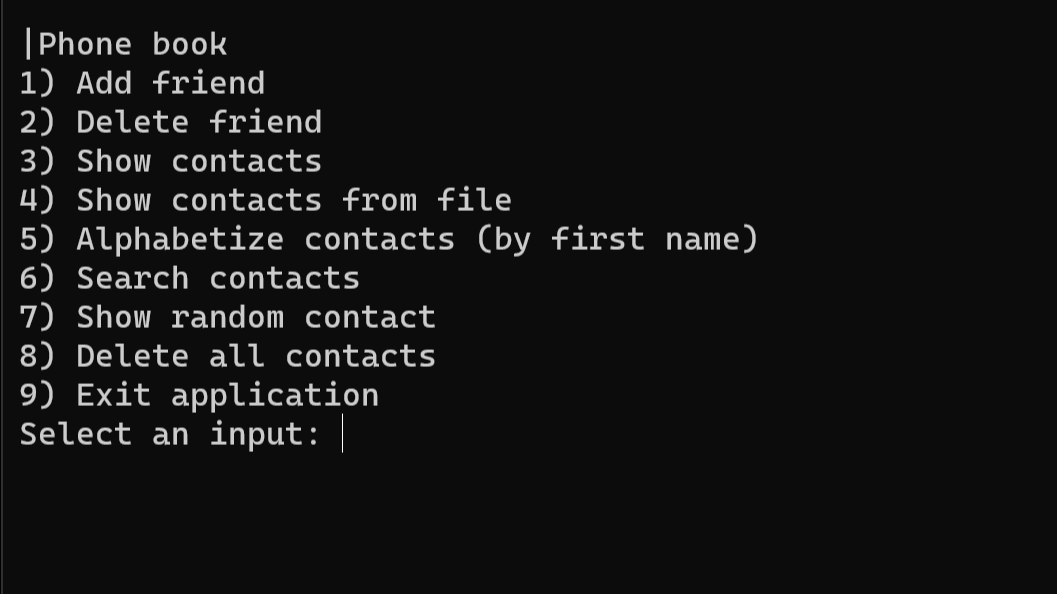 |Phone book
1) Add friend
2) Delete friend
3) Show contacts
4) Show contacts from file
5) Alphabetize contacts (by first name)
6) Search contacts
7) Show random contact
8) Delete all contacts
9) Exit application
Select an input: